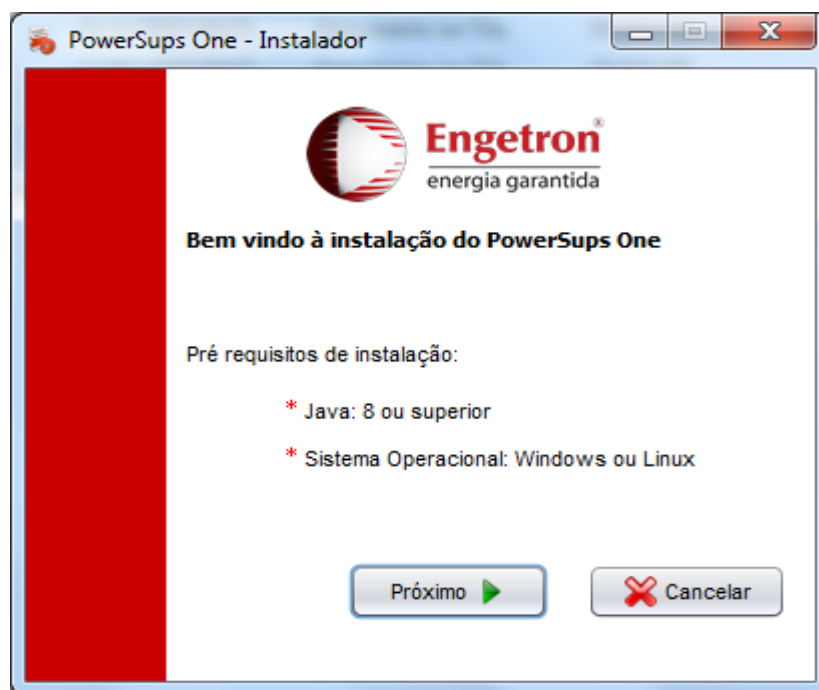 PowerSups One - Instalador
Engetron®
energia garantida
Bem vindo à instalação do PowerSups One
Pré requisitos de instalação:
* Java: 8 ou superior
* Sistema Operacional: Windows ou Linux
Próximo
Cancelar